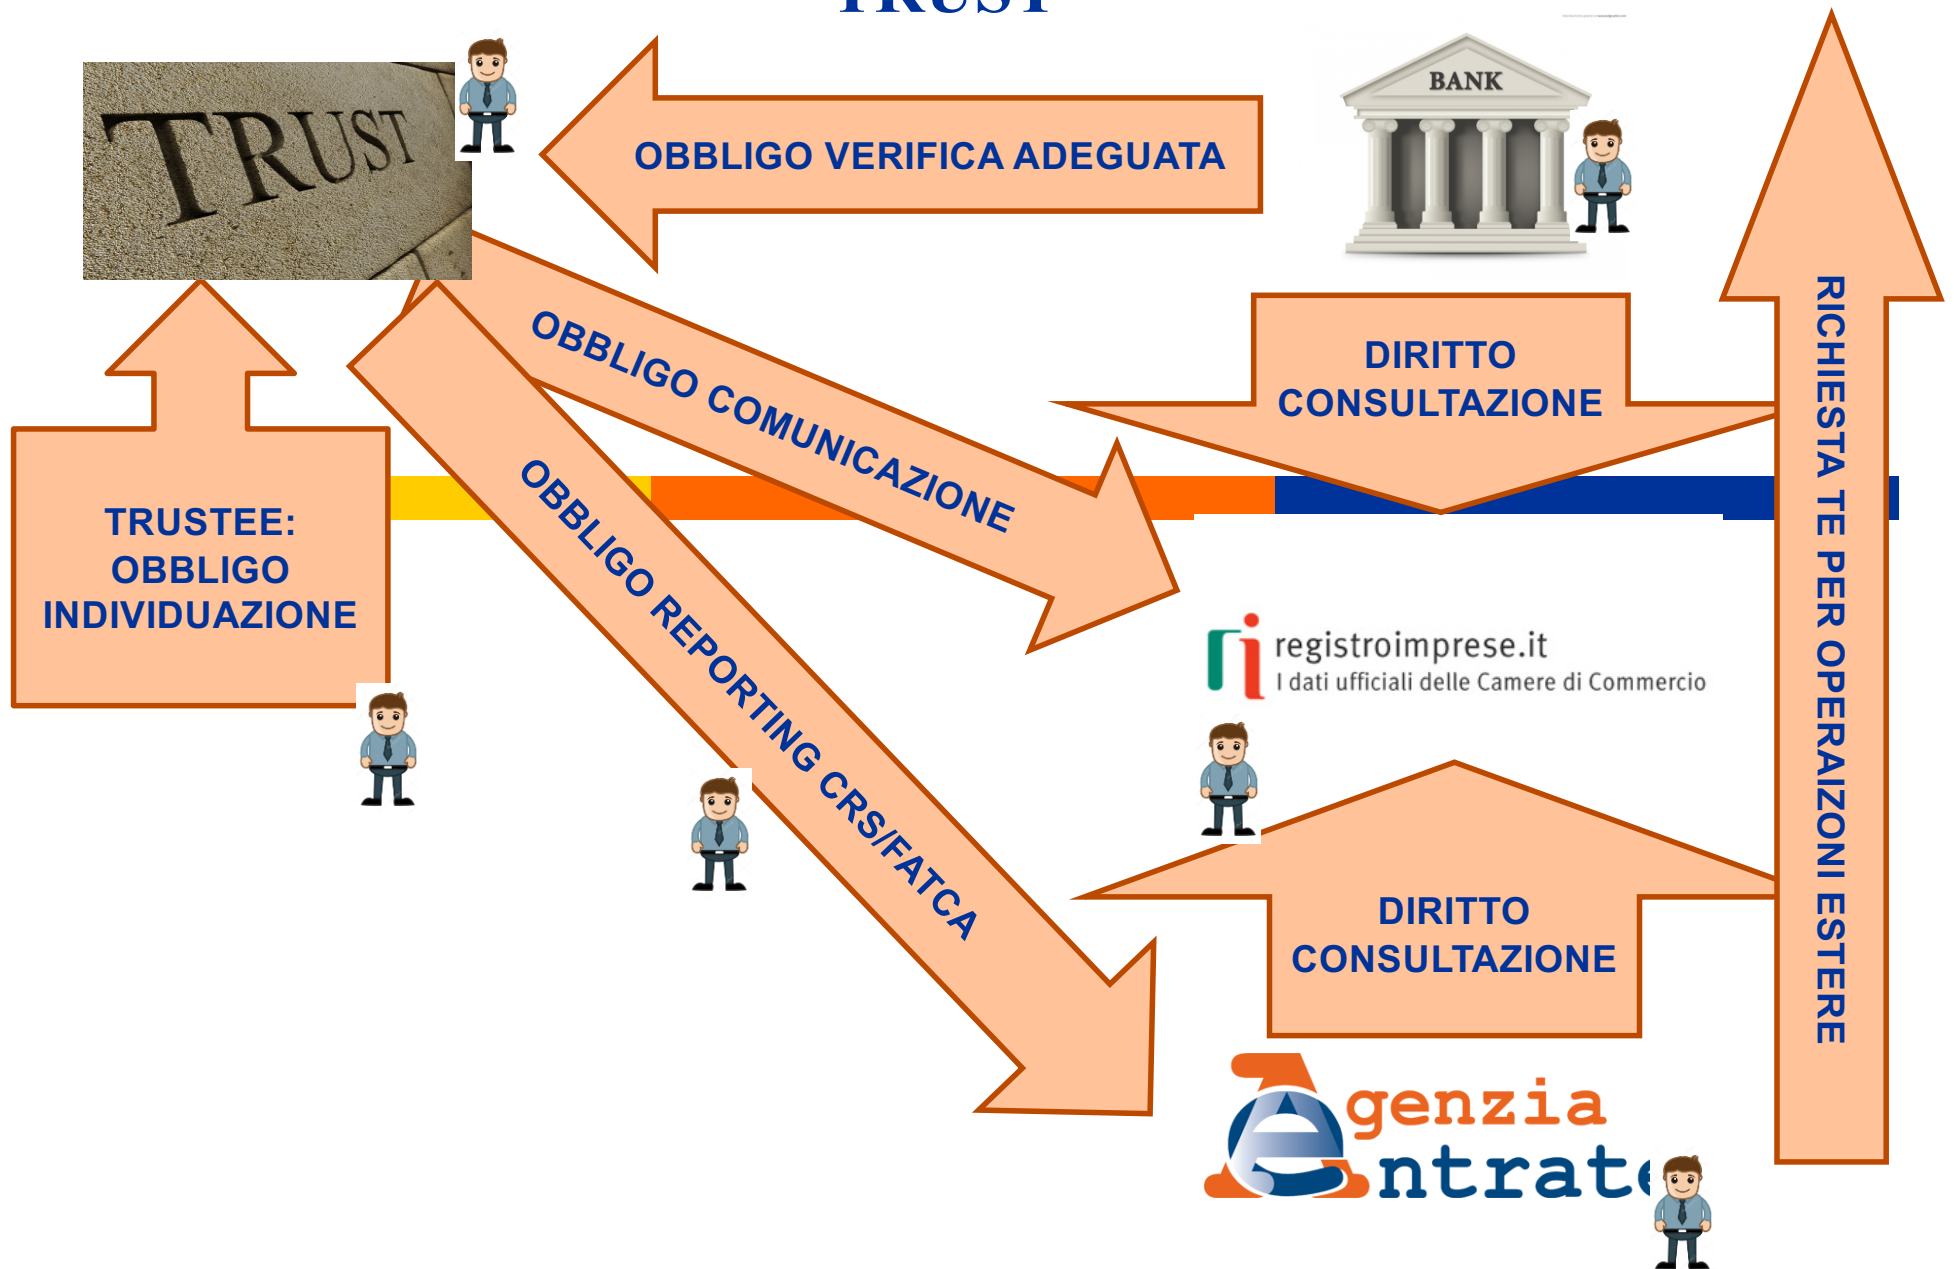 TRUST
TRUST
BANK
OBBLIGO VERIFICA ADEGUATA
OBBLIGO COMUNICAZIONE
DIRITTO
CONSULTAZIONE
RICHIESTA TE PER OPERAIZONI ESTERE
TRUSTEE:
OBBLIGO
INDIVIDUAZIONE
OBBLIGO REPORTING CRS/FATCA
registroimprese.it
I dati ufficiali delle Camere di Commercio
DIRITTO
CONSULTAZIONE
Agenzia
Entrate